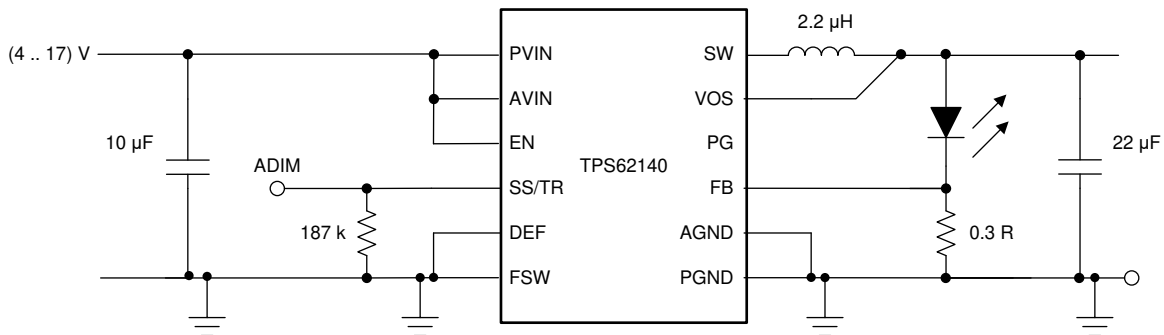 2.2 µH
(4 .. 17) V
PVIN
SW
AVIN
VOS
10 µF
EN
PG
22 µF
TPS62140
ADIM
SS/TR
FB
187 k
DEF
AGND
0.3 R
FSW
PGND